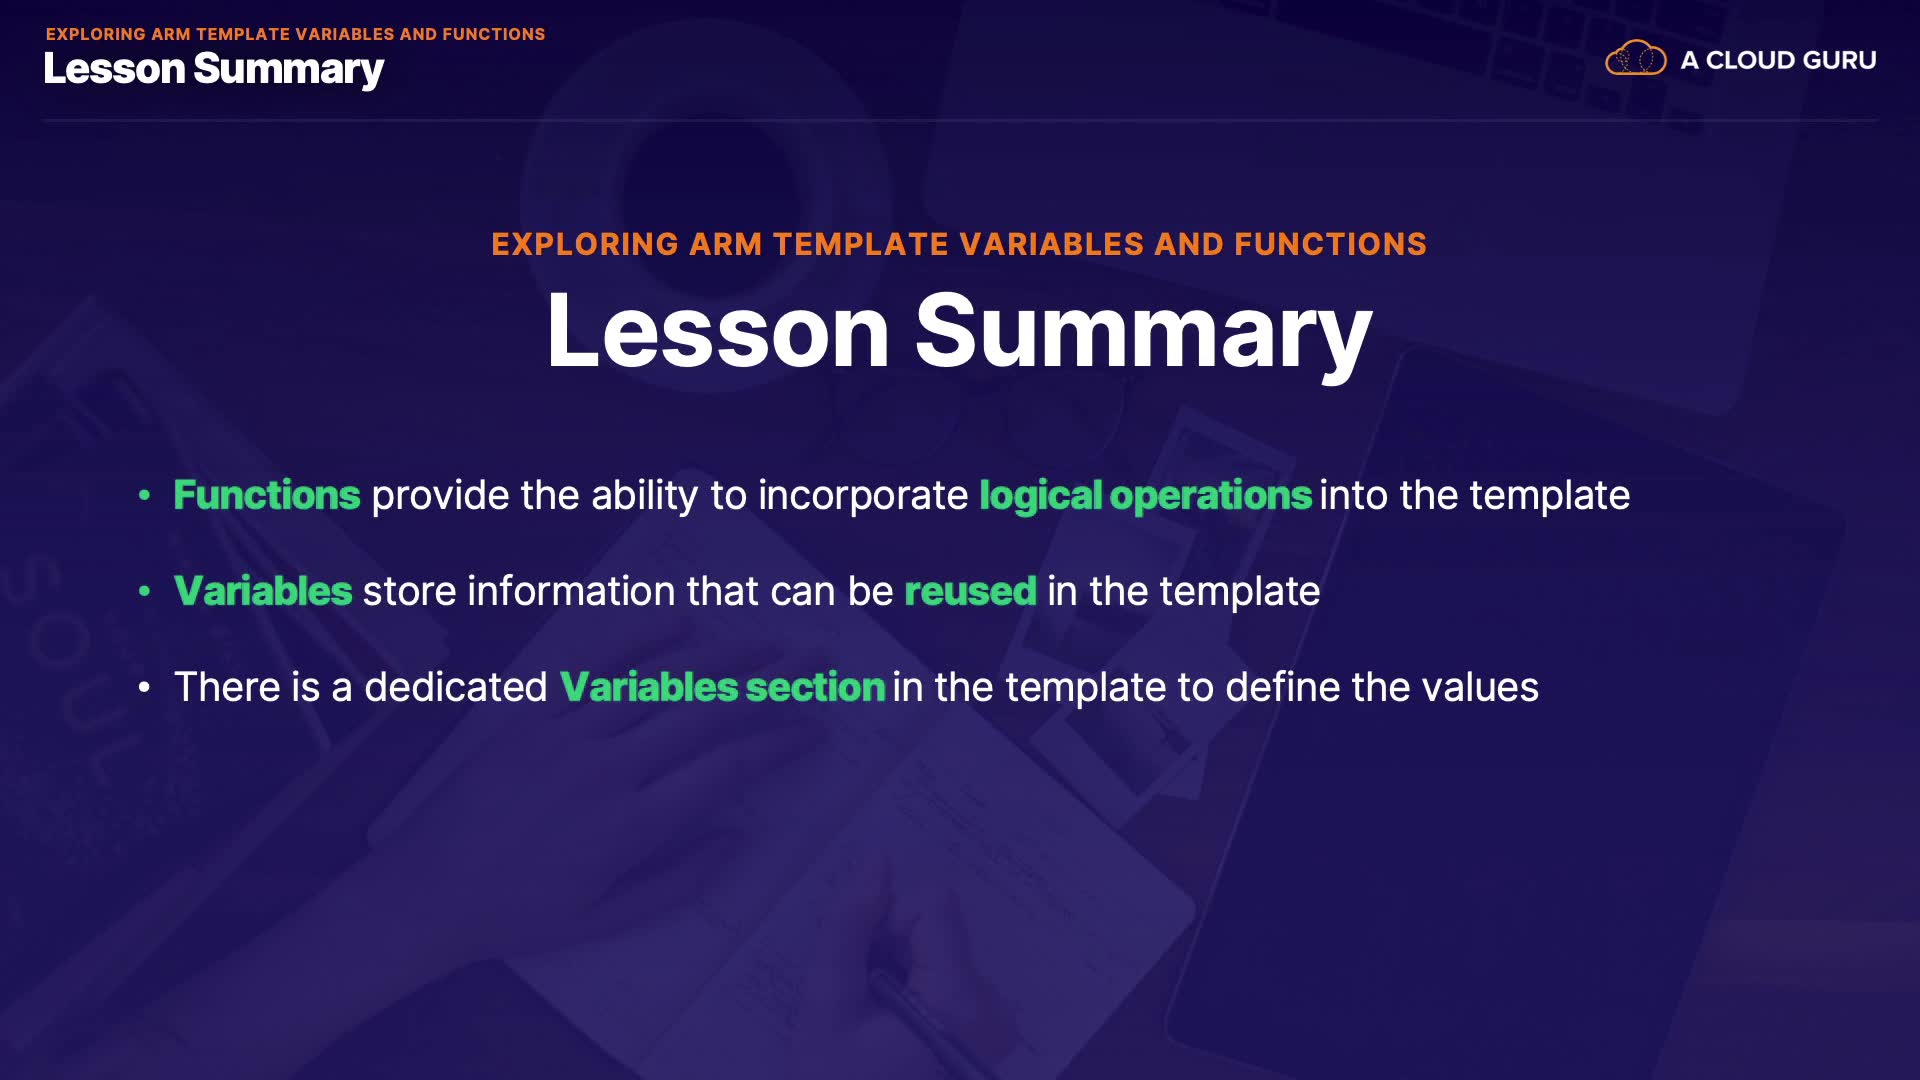 EXPLORING ARM TEMPLATE VARIABLES AND FUNCTIONS
Lesson Summary
A CLOUD GURU
EXPLORING ARM TEMPLATE VARIABLES AND FUNCTIONS
Lesson Summary
• Functions provide the ability to incorporate logical operations into the template
• Variables store information that can be reused in the template
• There is a dedicated Variables section in the template to define the values
SOUL